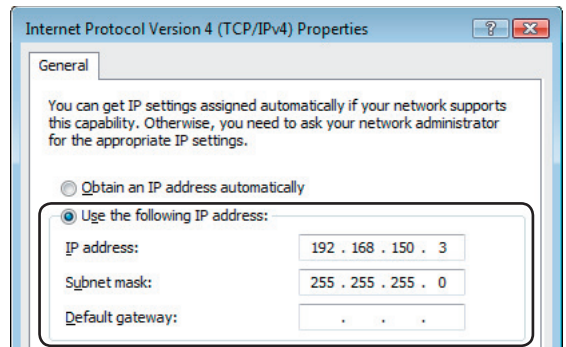 Internet Protocol Version 4 (TCP/IPv4) Properties
General
You can get IP settings assigned automatically if your network supports
this capability. Otherwise, you need to ask your network administrator
for the appropriate IP settings.
Obtain an IP address automatically
Use the following IP address:
IP address: 192 . 168 . 150 . 3
Subnet mask: 255 . 255 . 255 . 0
Default gateway: . . .